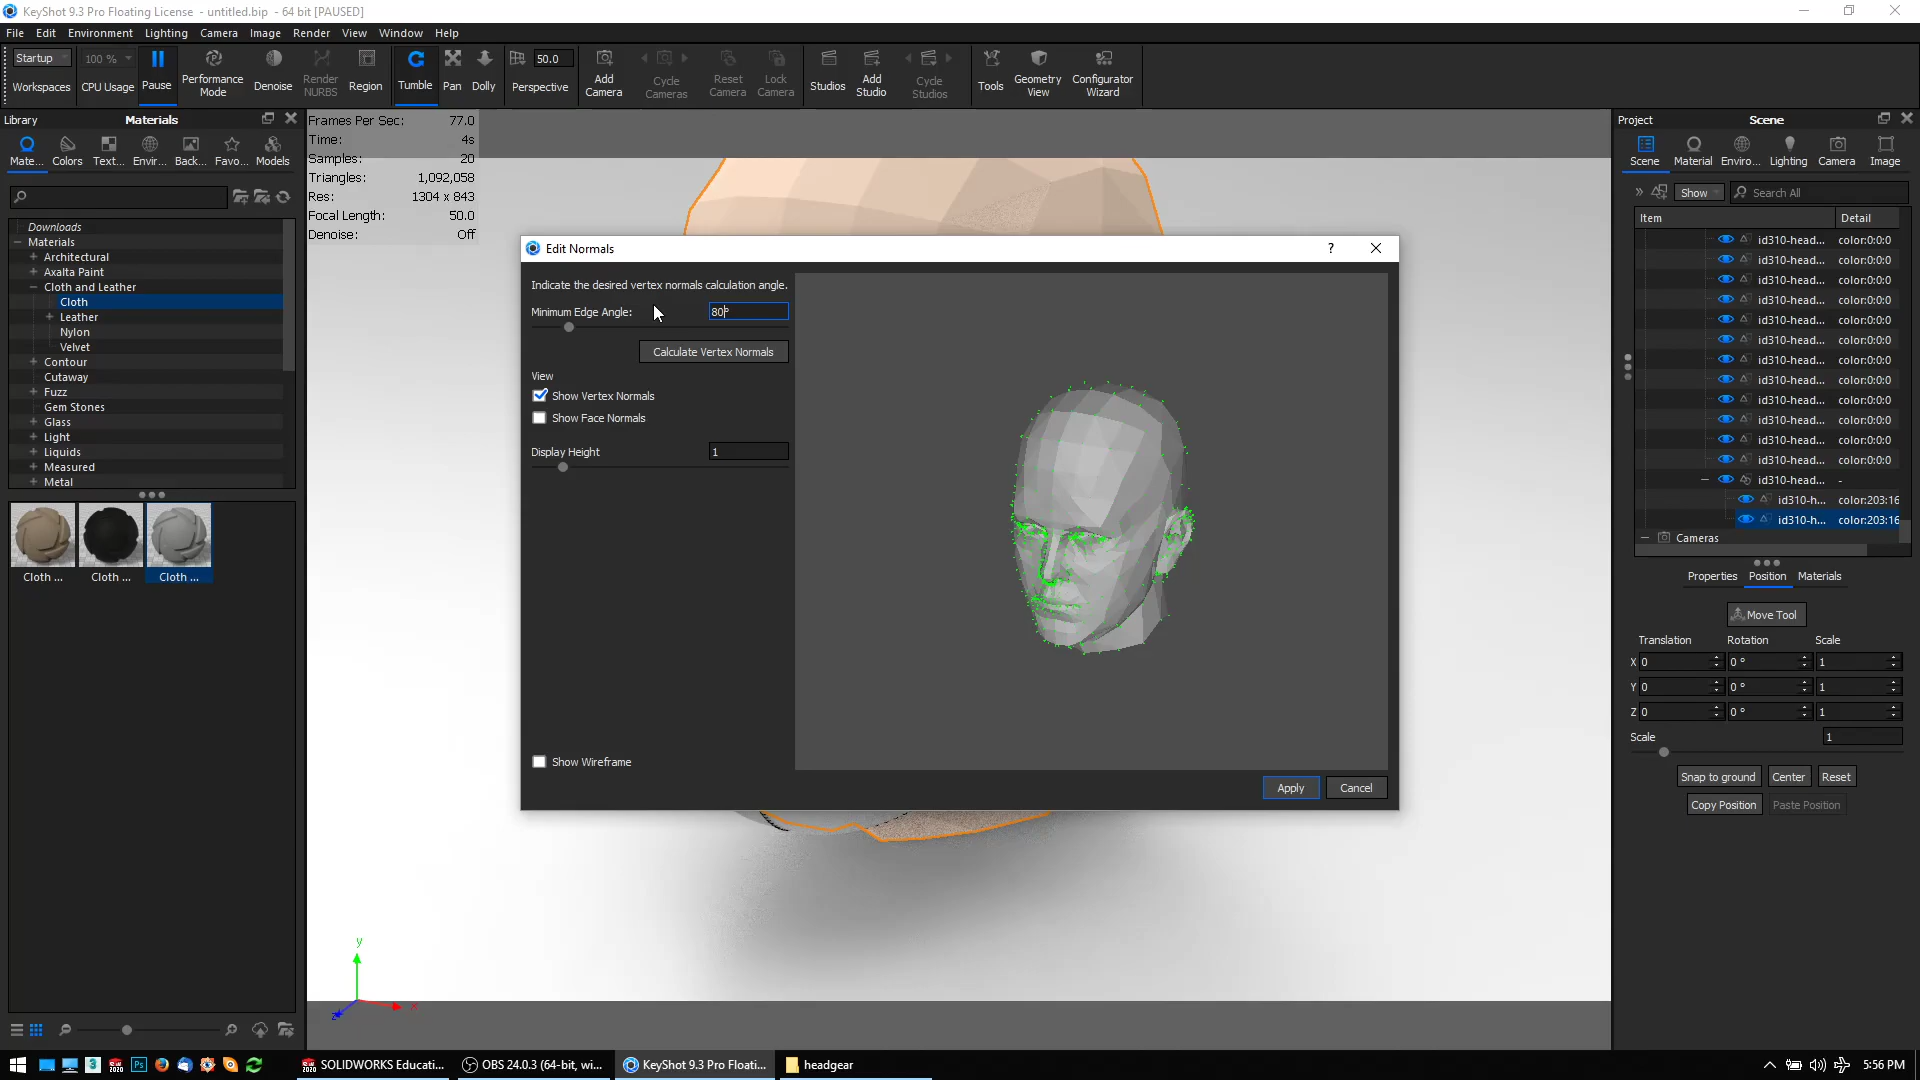 KeyShot 9.3 Pro Floating License - untitled.bip - 64 bit [PAUSED]
File Edit Environment Lighting Camera Image Render View Window Help
Startup
Workspaces
100 %
CPU Usage
Pause
Performance
Mode
Denoise
Render
NURBS
Region
Tumble
Pan
Dolly
50.0
Perspective
Add
Camera
Cycle
Cameras
Reset
Camera
Lock
Camera
Studios
Add
Studio
Cycle
Studios
Tools
Geometry
View
Configurator
Wizard
Library
Materials
Mate... Colors Text... Envir... Back... Favo... Models
Downloads
Materials
Architectural
Axalta Paint
Cloth and Leather
Cloth
Leather
Nylon
Velvet
Contour
Cutaway
Fuzz
Gem Stones
Glass
Light
Liquids
Measured
Metal
Cloth ... Cloth ... Cloth ...
Frames Per Sec: 77.0
Time: 4s
Samples: 20
Triangles: 1,092,058
Res: 1304 x 843
Focal Length: 50.0
Denoise: Off
Edit Normals
?
Indicate the desired vertex normals calculation angle.
Minimum Edge Angle: 80°
Calculate Vertex Normals
View
Show Vertex Normals
Show Face Normals
Display Height 1
Show Wireframe
Apply Cancel
y
x
z
Project
Scene
Scene Material Enviro... Lighting Camera Image
Show
Search All
Item Detail
id310-head... color:0:0:0
id310-head... color:0:0:0
id310-head... color:0:0:0
id310-head... color:0:0:0
id310-head... color:0:0:0
id310-head... color:0:0:0
id310-head... color:0:0:0
id310-head... color:0:0:0
id310-head... color:0:0:0
id310-head... color:0:0:0
id310-head... color:0:0:0
id310-head... color:0:0:0
id310-head... -
id310-h... color:203:16
id310-h... color:203:16
Cameras
Properties Position Materials
Move Tool
Translation Rotation Scale
X 0 0 ° 1
Y 0 0 ° 1
Z 0 0 ° 1
Scale 1
Snap to ground Center Reset
Copy Position Paste Position
SOLIDWORKS Educati...
OBS 24.0.3 (64-bit, wi...
KeyShot 9.3 Pro Floati...
headgear
5:56 PM